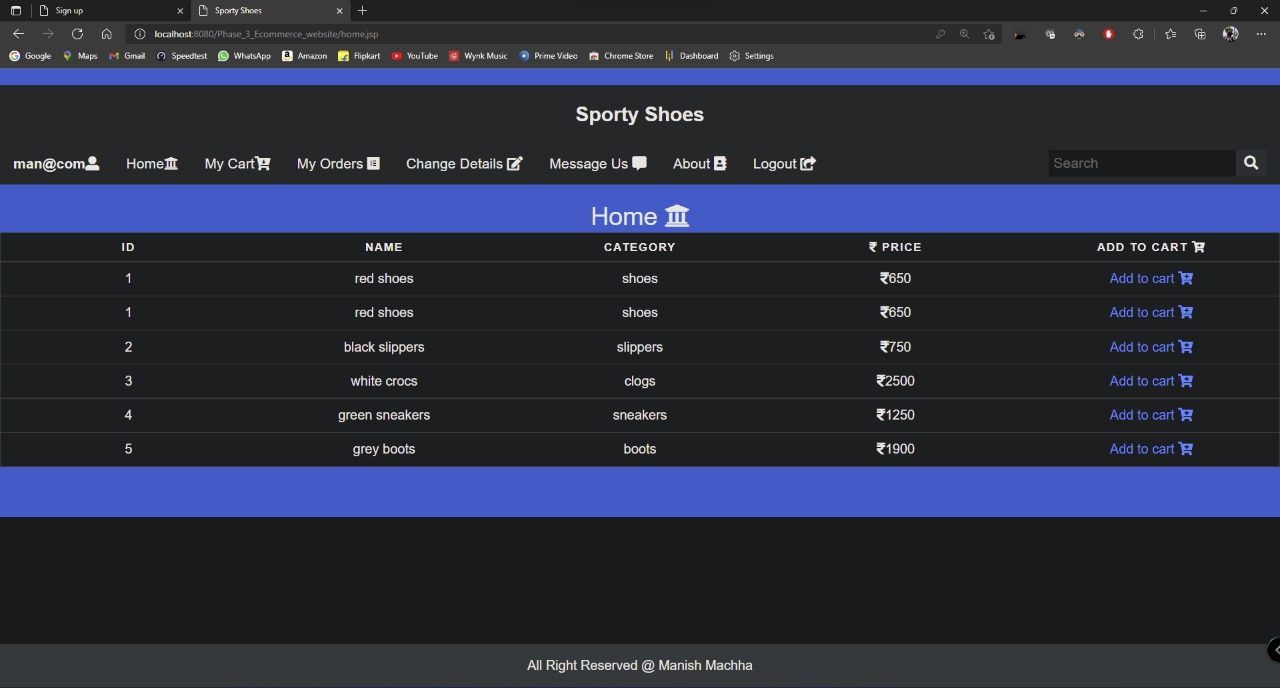 Sign up
Sporty Shoes
localhost:8080/Phase_3_Ecommerce_website/home.jsp
Google Maps Gmail Speedtest WhatsApp Amazon Flipkart YouTube Wynk Music Prime Video Chrome Store Dashboard Settings
Sporty Shoes
man@com Home My Cart My Orders Change Details Message Us About Logout Search
Home
ID NAME CATEGORY ₹ PRICE ADD TO CART
1 red shoes shoes ₹650 Add to cart
1 red shoes shoes ₹650 Add to cart
2 black slippers slippers ₹750 Add to cart
3 white crocs clogs ₹2500 Add to cart
4 green sneakers sneakers ₹1250 Add to cart
5 grey boots boots ₹1900 Add to cart
All Right Reserved @ Manish Machha